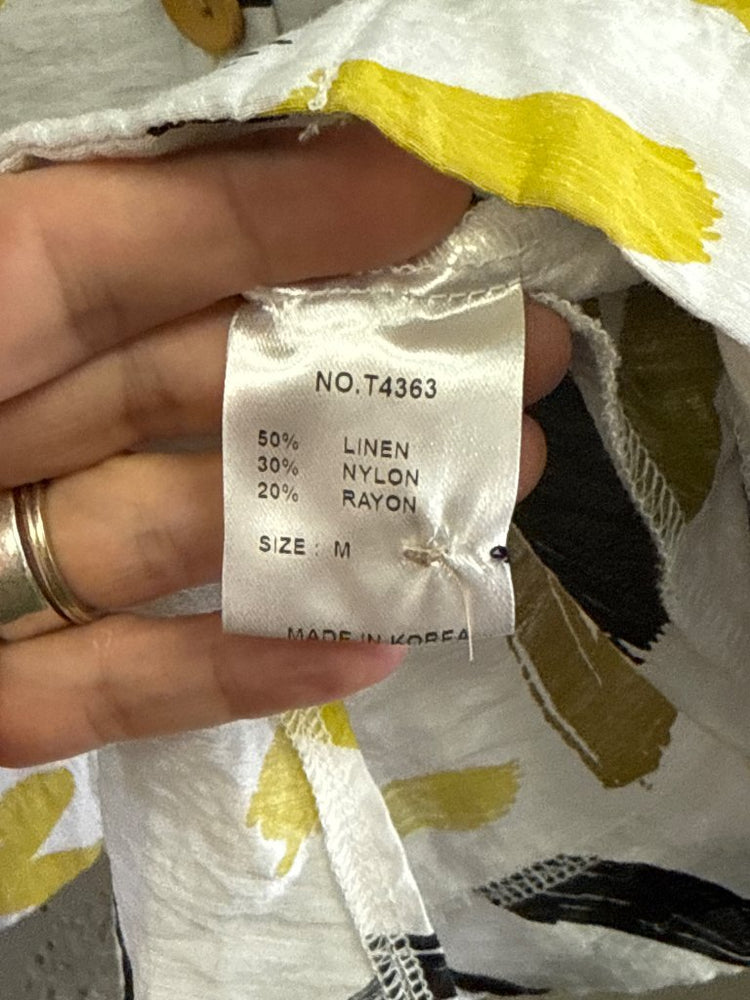 NO.T4363
50% LINEN
30% NYLON
20% RAYON
SIZE : M
MADE IN KOREA